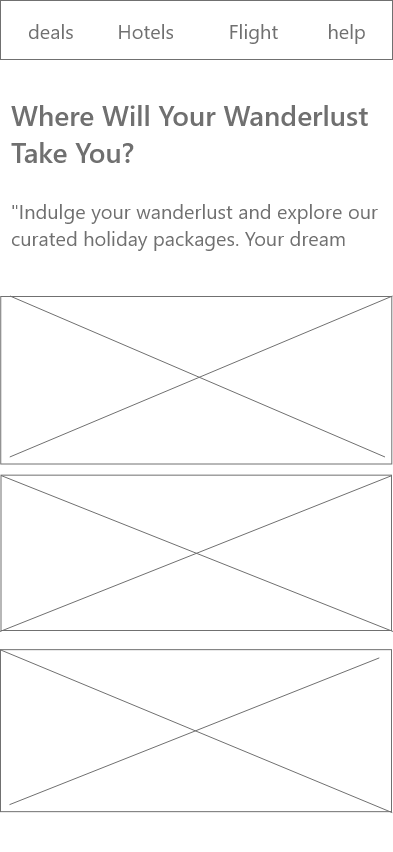 deals Hotels Flight help
Where Will Your Wanderlust
Take You?
"Indulge your wanderlust and explore our
curated holiday packages. Your dream